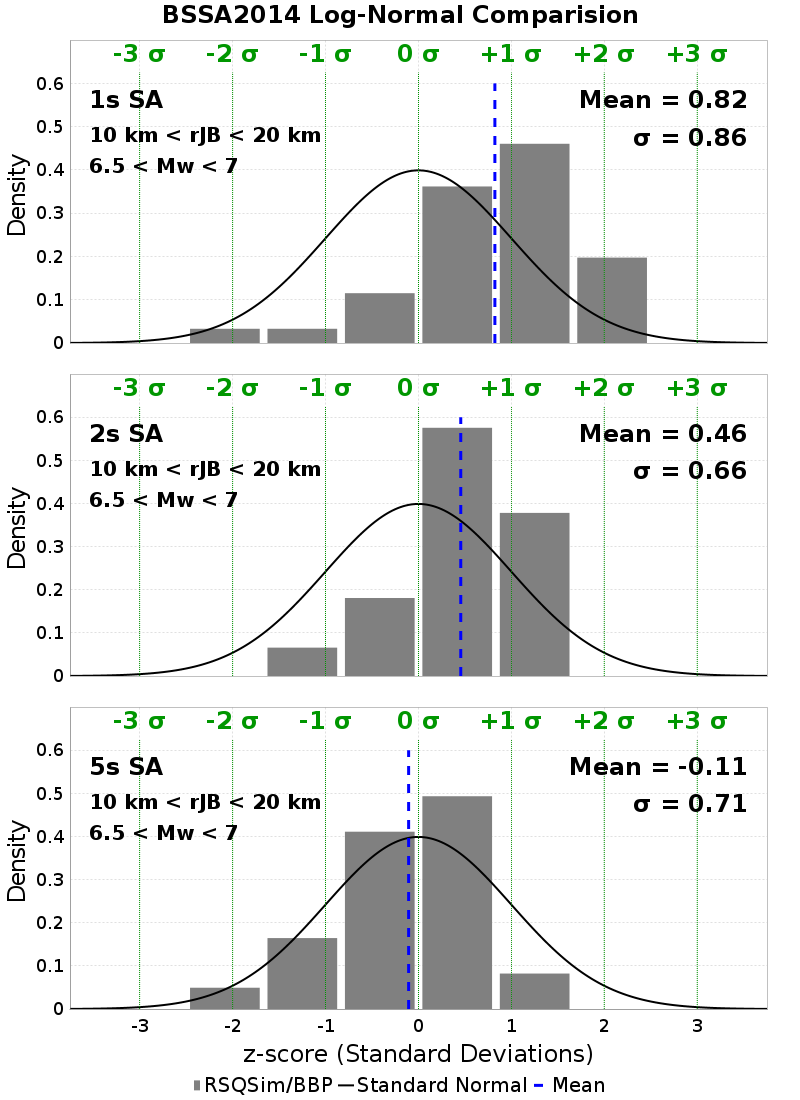 BSSA2014 Log-Normal Comparision
-3 σ -2 σ -1 σ 0 σ +1 σ +2 σ +3 σ
1s SA
10 km < rJB < 20 km
6.5 < Mw < 7
Mean = 0.82
σ = 0.86
Density
0.6
0.5
0.4
0.3
0.2
0.1
0
-3 σ -2 σ -1 σ 0 σ +1 σ +2 σ +3 σ
2s SA
10 km < rJB < 20 km
6.5 < Mw < 7
Mean = 0.46
σ = 0.66
Density
0.6
0.5
0.4
0.3
0.2
0.1
0
-3 σ -2 σ -1 σ 0 σ +1 σ +2 σ +3 σ
5s SA
10 km < rJB < 20 km
6.5 < Mw < 7
Mean = -0.11
σ = 0.71
Density
0.6
0.5
0.4
0.3
0.2
0.1
0
-3 -2 -1 0 1 2 3
z-score (Standard Deviations)
RSQSim/BBP Standard Normal Mean